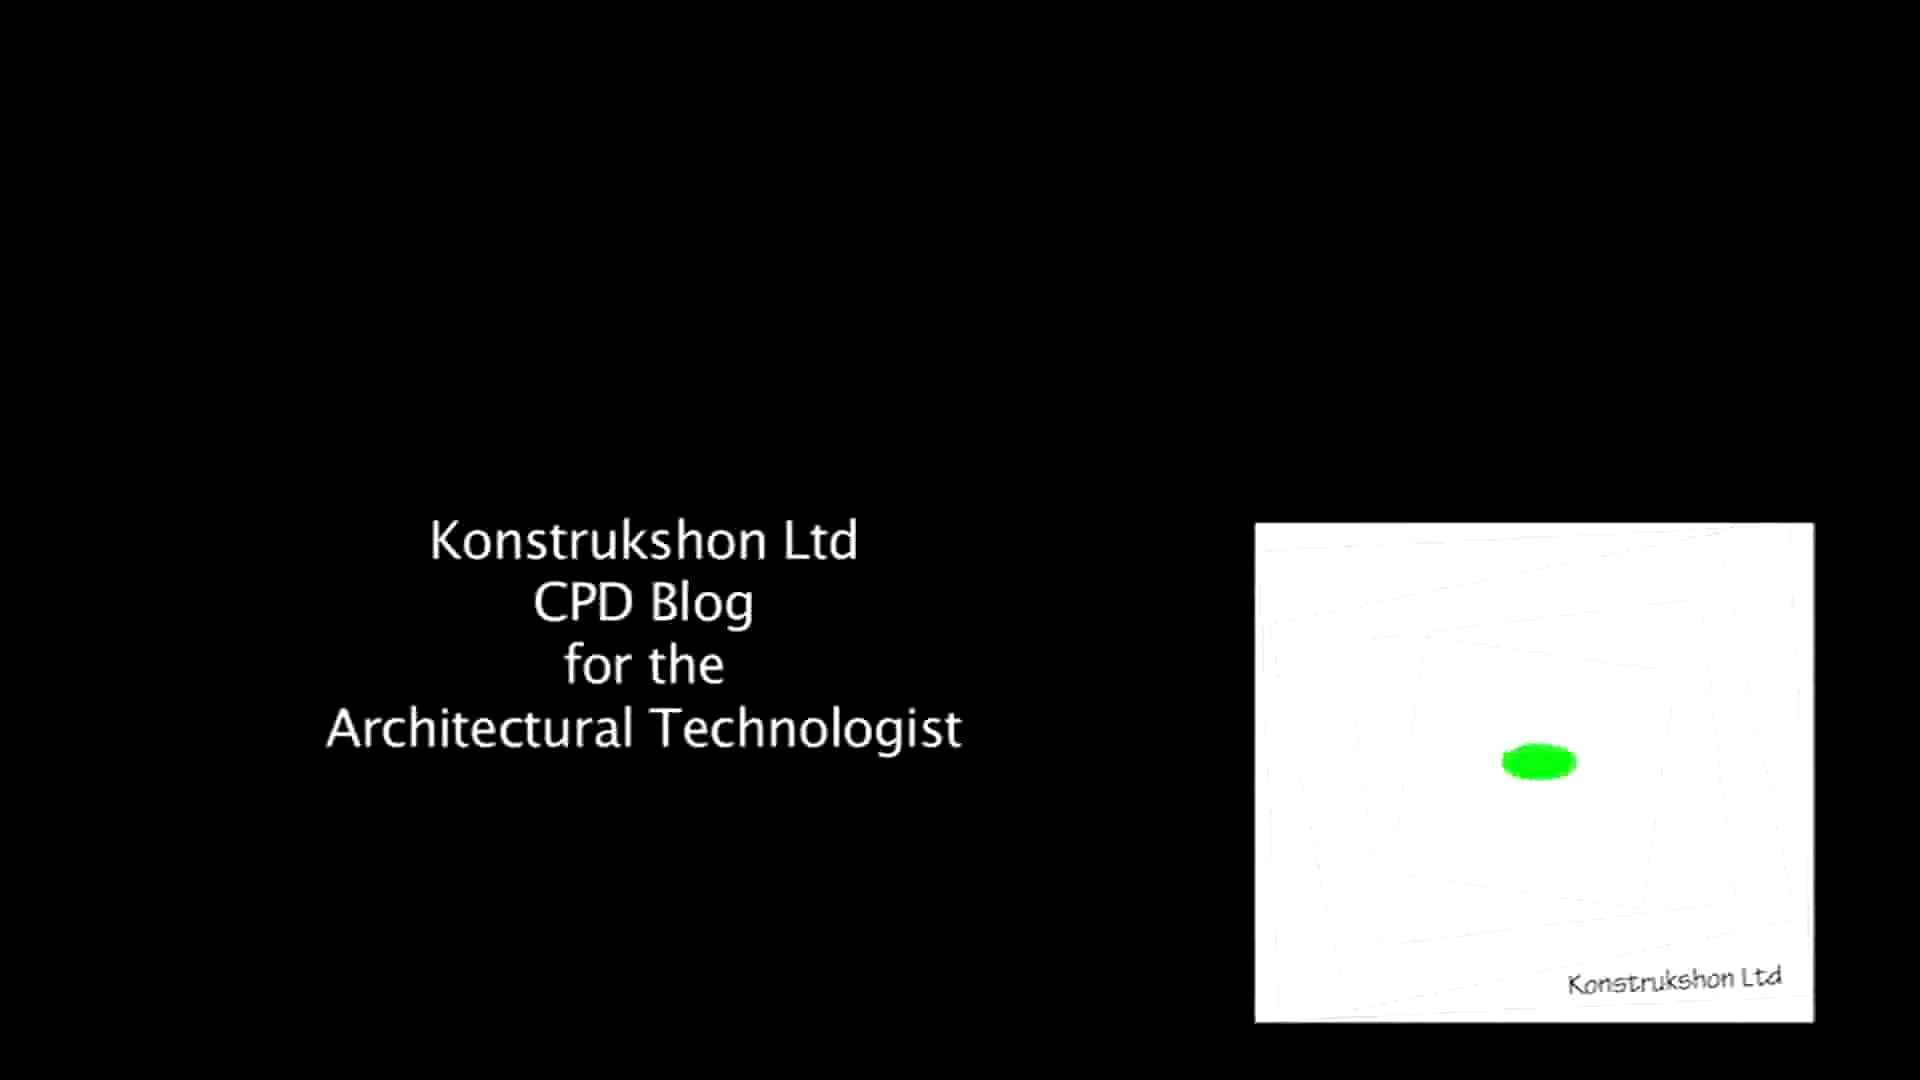 Konstrukshon Ltd
CPD Blog
for the
Architectural Technologist
Konstrukshon Ltd